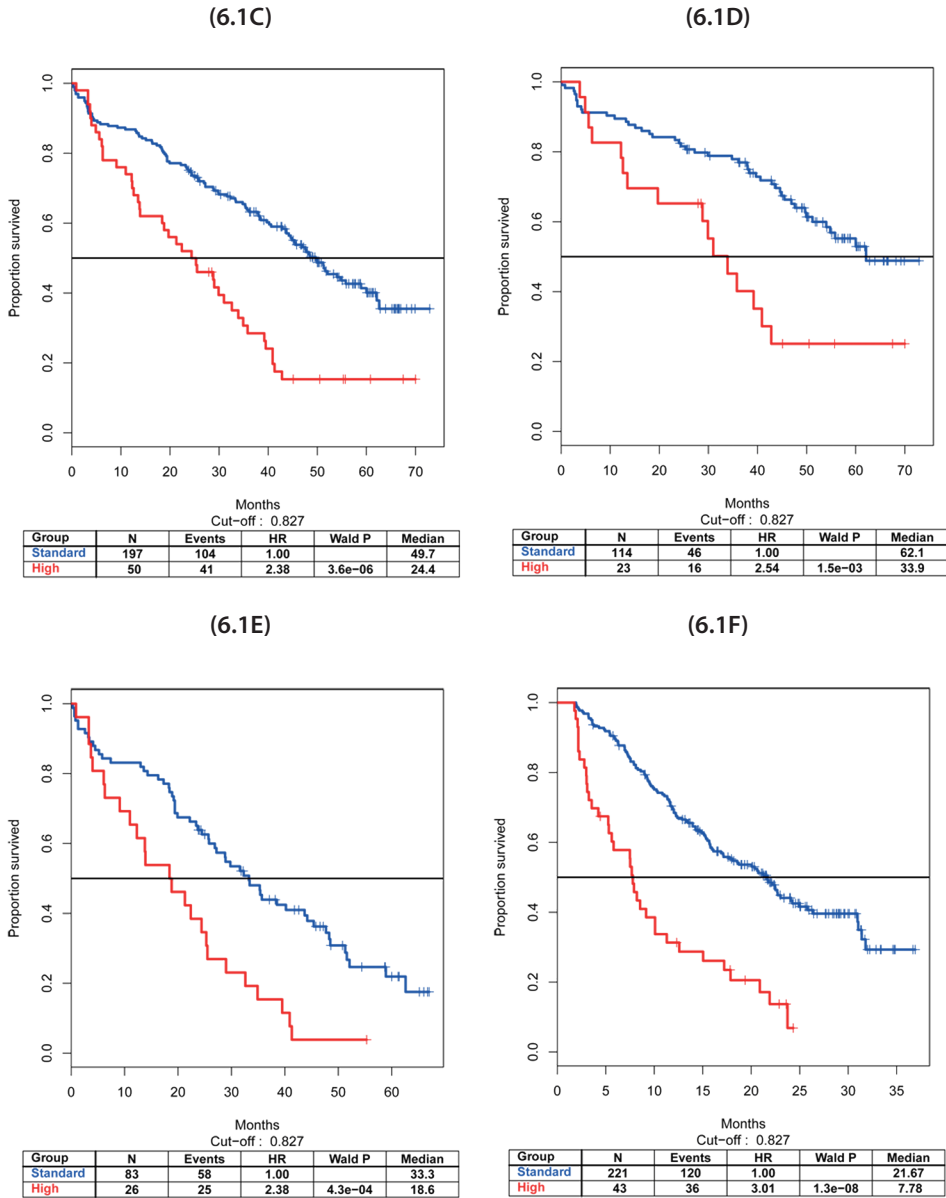 (6.1C)
(6.1D)
Proportion survived
1.0
0.8
0.6
0.4
0.2
0.0
0 10 20 30 40 50 60 70
Months
Cut−off : 0.827
Group N Events HR Wald P Median
Standard 197 104 1.00 49.7
High 50 41 2.38 3.6e−06 24.4
Proportion survived
1.0
0.8
0.6
0.4
0.2
0.0
0 10 20 30 40 50 60 70
Months
Cut−off : 0.827
Group N Events HR Wald P Median
Standard 114 46 1.00 62.1
High 23 16 2.54 1.5e−03 33.9
(6.1E)
(6.1F)
Proportion survived
1.0
0.8
0.6
0.4
0.2
0.0
0 10 20 30 40 50 60
Months
Cut−off : 0.827
Group N Events HR Wald P Median
Standard 83 58 1.00 33.3
High 26 25 2.38 4.3e−04 18.6
Proportion survived
1.0
0.8
0.6
0.4
0.2
0.0
0 5 10 15 20 25 30 35
Months
Cut−off : 0.827
Group N Events HR Wald P Median
Standard 221 120 1.00 21.67
High 43 36 3.01 1.3e−08 7.78